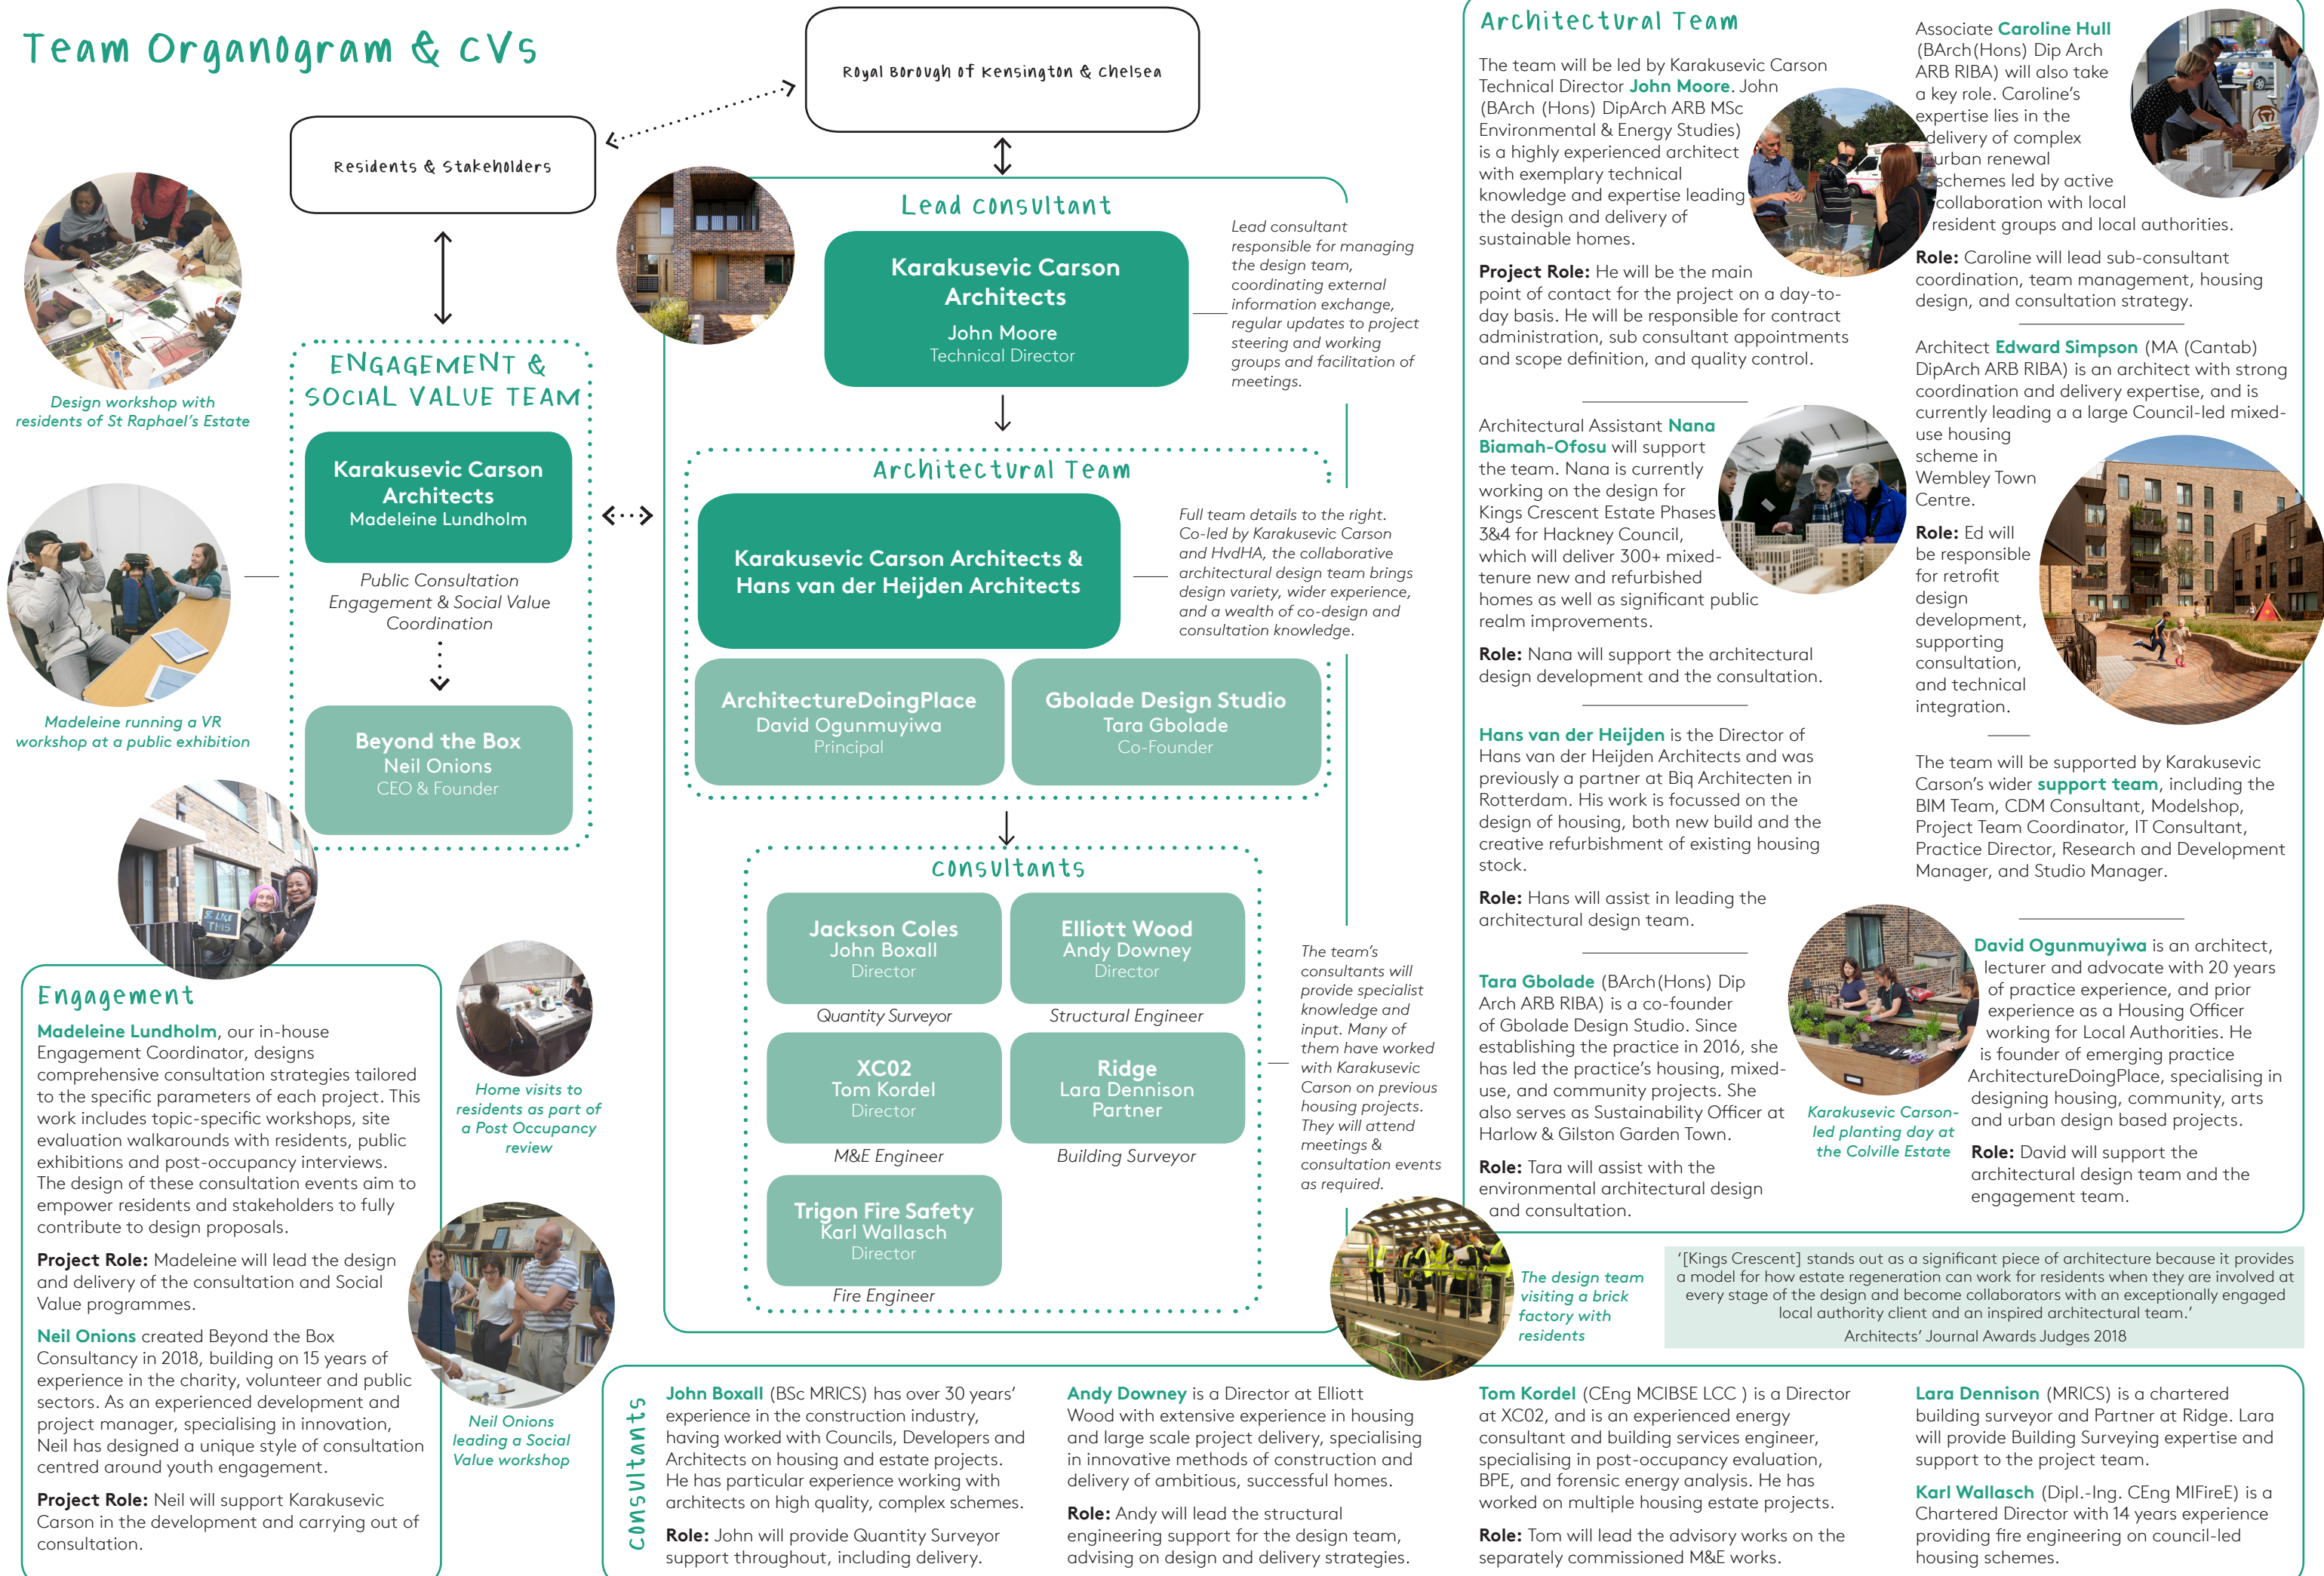 Team Organogram & CVs
Royal Borough of Kensington & Chelsea
Residents & Stakeholders
Design workshop with
residents of St Raphael's Estate
Madeleine running a VR
workshop at a public exhibition
ENGAGEMENT &
SOCIAL VALUE TEAM
Karakusevic Carson
Architects
Madeleine Lundholm
Public Consultation
Engagement & Social Value
Coordination
Beyond the Box
Neil Onions
CEO & Founder
Lead Consultant
Karakusevic Carson
Architects
John Moore
Technical Director
Lead consultant
responsible for managing
the design team,
coordinating external
information exchange,
regular updates to project
steering and working
groups and facilitation of
meetings.
Architectural Team
Karakusevic Carson Architects &
Hans van der Heijden Architects
Full team details to the right.
Co-led by Karakusevic Carson
and HvdHA, the collaborative
architectural design team brings
design variety, wider experience,
and a wealth of co-design and
consultation knowledge.
ArchitectureDoingPlace
David Ogunmuyiwa
Principal
Gbolade Design Studio
Tara Gbolade
Co-Founder
Consultants
Jackson Coles
John Boxall
Director
Quantity Surveyor
Elliott Wood
Andy Downey
Director
Structural Engineer
XC02
Tom Kordel
Director
M&E Engineer
Ridge
Lara Dennison
Partner
Building Surveyor
Trigon Fire Safety
Karl Wallasch
Director
Fire Engineer
The team's
consultants will
provide specialist
knowledge and
input. Many of
them have worked
with Karakusevic
Carson on previous
housing projects.
They will attend
meetings &
consultation events
as required.
I LIKE
THIS
Engagement
Madeleine Lundholm, our in-house
Engagement Coordinator, designs
comprehensive consultation strategies tailored
to the specific parameters of each project. This
work includes topic-specific workshops, site
evaluation walkarounds with residents, public
exhibitions and post-occupancy interviews.
The design of these consultation events aim to
empower residents and stakeholders to fully
contribute to design proposals.
Project Role: Madeleine will lead the design
and delivery of the consultation and Social
Value programmes.
Neil Onions created Beyond the Box
Consultancy in 2018, building on 15 years of
experience in the charity, volunteer and public
sectors. As an experienced development and
project manager, specialising in innovation,
Neil has designed a unique style of consultation
centred around youth engagement.
Project Role: Neil will support Karakusevic
Carson in the development and carrying out of
consultation.
Home visits to
residents as part of
a Post Occupancy
review
Neil Onions
leading a Social
Value workshop
Architectural Team
The team will be led by Karakusevic Carson
Technical Director John Moore. John
(BArch (Hons) DipArch ARB MSc
Environmental & Energy Studies)
is a highly experienced architect
with exemplary technical
knowledge and expertise leading
the design and delivery of
sustainable homes.
Project Role: He will be the main
point of contact for the project on a day-to-
day basis. He will be responsible for contract
administration, sub consultant appointments
and scope definition, and quality control.
Architectural Assistant Nana
Biamah-Ofosu will support
the team. Nana is currently
working on the design for
Kings Crescent Estate Phases
3&4 for Hackney Council,
which will deliver 300+ mixed-
tenure new and refurbished
homes as well as significant public
realm improvements.
Role: Nana will support the architectural
design development and the consultation.
Hans van der Heijden is the Director of
Hans van der Heijden Architects and was
previously a partner at Biq Architecten in
Rotterdam. His work is focussed on the
design of housing, both new build and the
creative refurbishment of existing housing
stock.
Role: Hans will assist in leading the
architectural design team.
Tara Gbolade (BArch(Hons) Dip
Arch ARB RIBA) is a co-founder
of Gbolade Design Studio. Since
establishing the practice in 2016, she
has led the practice's housing, mixed-
use, and community projects. She
also serves as Sustainability Officer at
Harlow & Gilston Garden Town.
Role: Tara will assist with the
environmental architectural design
and consultation.
Associate Caroline Hull
(BArch(Hons) Dip Arch
ARB RIBA) will also take
a key role. Caroline's
expertise lies in the
delivery of complex
urban renewal
schemes led by active
collaboration with local
resident groups and local authorities.
Role: Caroline will lead sub-consultant
coordination, team management, housing
design, and consultation strategy.
Architect Edward Simpson (MA (Cantab)
DipArch ARB RIBA) is an architect with strong
coordination and delivery expertise, and is
currently leading a a large Council-led mixed-
use housing
scheme in
Wembley Town
Centre.
Role: Ed will
be responsible
for retrofit
design
development,
supporting
consultation,
and technical
integration.
The team will be supported by Karakusevic
Carson's wider support team, including the
BIM Team, CDM Consultant, Modelshop,
Project Team Coordinator, IT Consultant,
Practice Director, Research and Development
Manager, and Studio Manager.
David Ogunmuyiwa is an architect,
lecturer and advocate with 20 years
of practice experience, and prior
experience as a Housing Officer
working for Local Authorities. He
is founder of emerging practice
ArchitectureDoingPlace, specialising in
designing housing, community, arts
and urban design based projects.
Role: David will support the
architectural design team and the
engagement team.
Karakusevic Carson-
led planting day at
the Colville Estate
The design team
visiting a brick
factory with
residents
'[Kings Crescent] stands out as a significant piece of architecture because it provides
a model for how estate regeneration can work for residents when they are involved at
every stage of the design and become collaborators with an exceptionally engaged
local authority client and an inspired architectural team.'
Architects' Journal Awards Judges 2018
Consultants
John Boxall (BSc MRICS) has over 30 years'
experience in the construction industry,
having worked with Councils, Developers and
Architects on housing and estate projects.
He has particular experience working with
architects on high quality, complex schemes.
Role: John will provide Quantity Surveyor
support throughout, including delivery.
Andy Downey is a Director at Elliott
Wood with extensive experience in housing
and large scale project delivery, specialising
in innovative methods of construction and
delivery of ambitious, successful homes.
Role: Andy will lead the structural
engineering support for the design team,
advising on design and delivery strategies.
Tom Kordel (CEng MCIBSE LCC ) is a Director
at XC02, and is an experienced energy
consultant and building services engineer,
specialising in post-occupancy evaluation,
BPE, and forensic energy analysis. He has
worked on multiple housing estate projects.
Role: Tom will lead the advisory works on the
separately commissioned M&E works.
Lara Dennison (MRICS) is a chartered
building surveyor and Partner at Ridge. Lara
will provide Building Surveying expertise and
support to the project team.
Karl Wallasch (Dipl.-Ing. CEng MIFireE) is a
Chartered Director with 14 years experience
providing fire engineering on council-led
housing schemes.